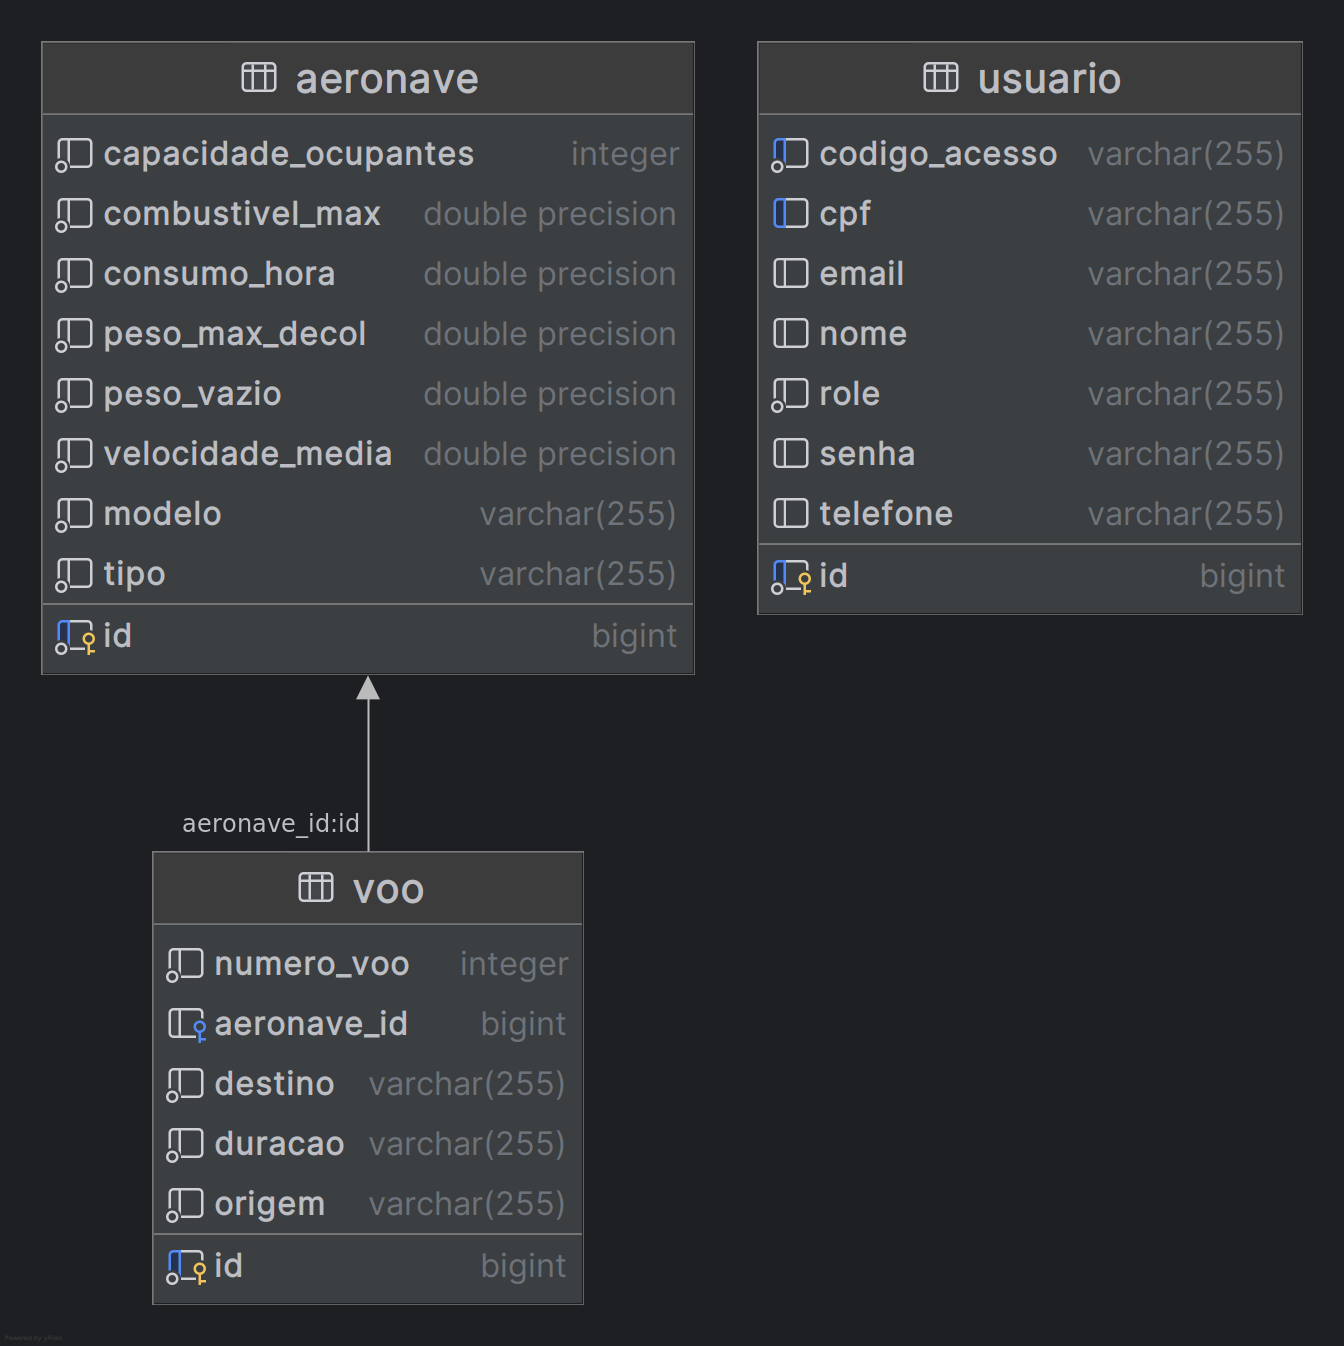 aeronave
capacidade_ocupantes integer
combustivel_max double precision
consumo_hora double precision
peso_max_decol double precision
peso_vazio double precision
velocidade_media double precision
modelo varchar(255)
tipo varchar(255)
id bigint
usuario
codigo_acesso varchar(255)
cpf varchar(255)
email varchar(255)
nome varchar(255)
role varchar(255)
senha varchar(255)
telefone varchar(255)
id bigint
aeronave_id:id
voo
numero_voo integer
aeronave_id bigint
destino varchar(255)
duracao varchar(255)
origem varchar(255)
id bigint
Powered by yFiles